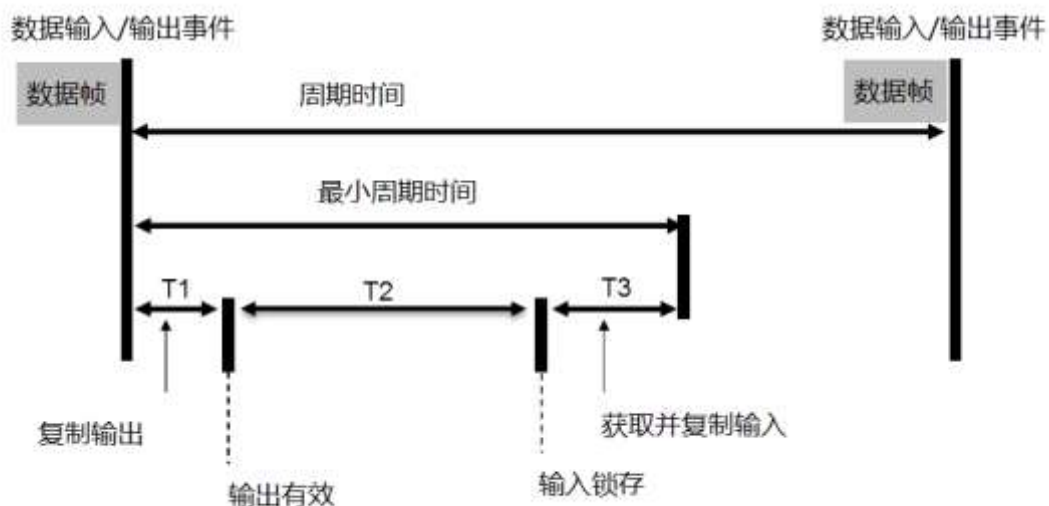 数据输入/输出事件
数据输入/输出事件
数据帧
周期时间
数据帧
最小周期时间
T1
T2
T3
复制输出
获取并复制输入
输出有效
输入锁存